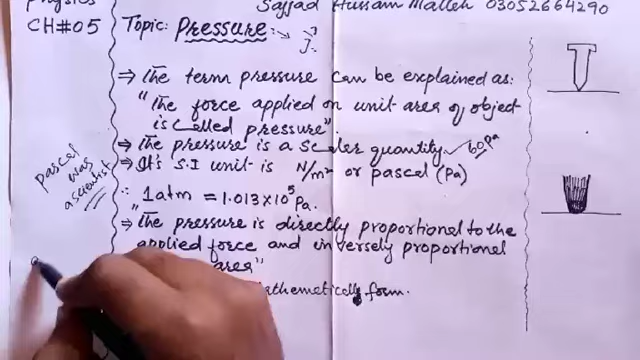 Physics
Sajjad Hussain Malleh 03052664290
CH#05
Topic: Pressure:→
⇒ The term pressure can be explained as:
"The force applied on unit area of object
is called pressure".
⇒ The pressure is a Scaler quantity 60Pa
⇒ It's S.I unit is N/m² or pascal (Pa)
∵ 1atm = 1.013×10⁵Pa.
"
⇒ The pressure is directly proportional to the
applied force and inversely proportional
area"
Mathematically form.
pascal
was
a scientist